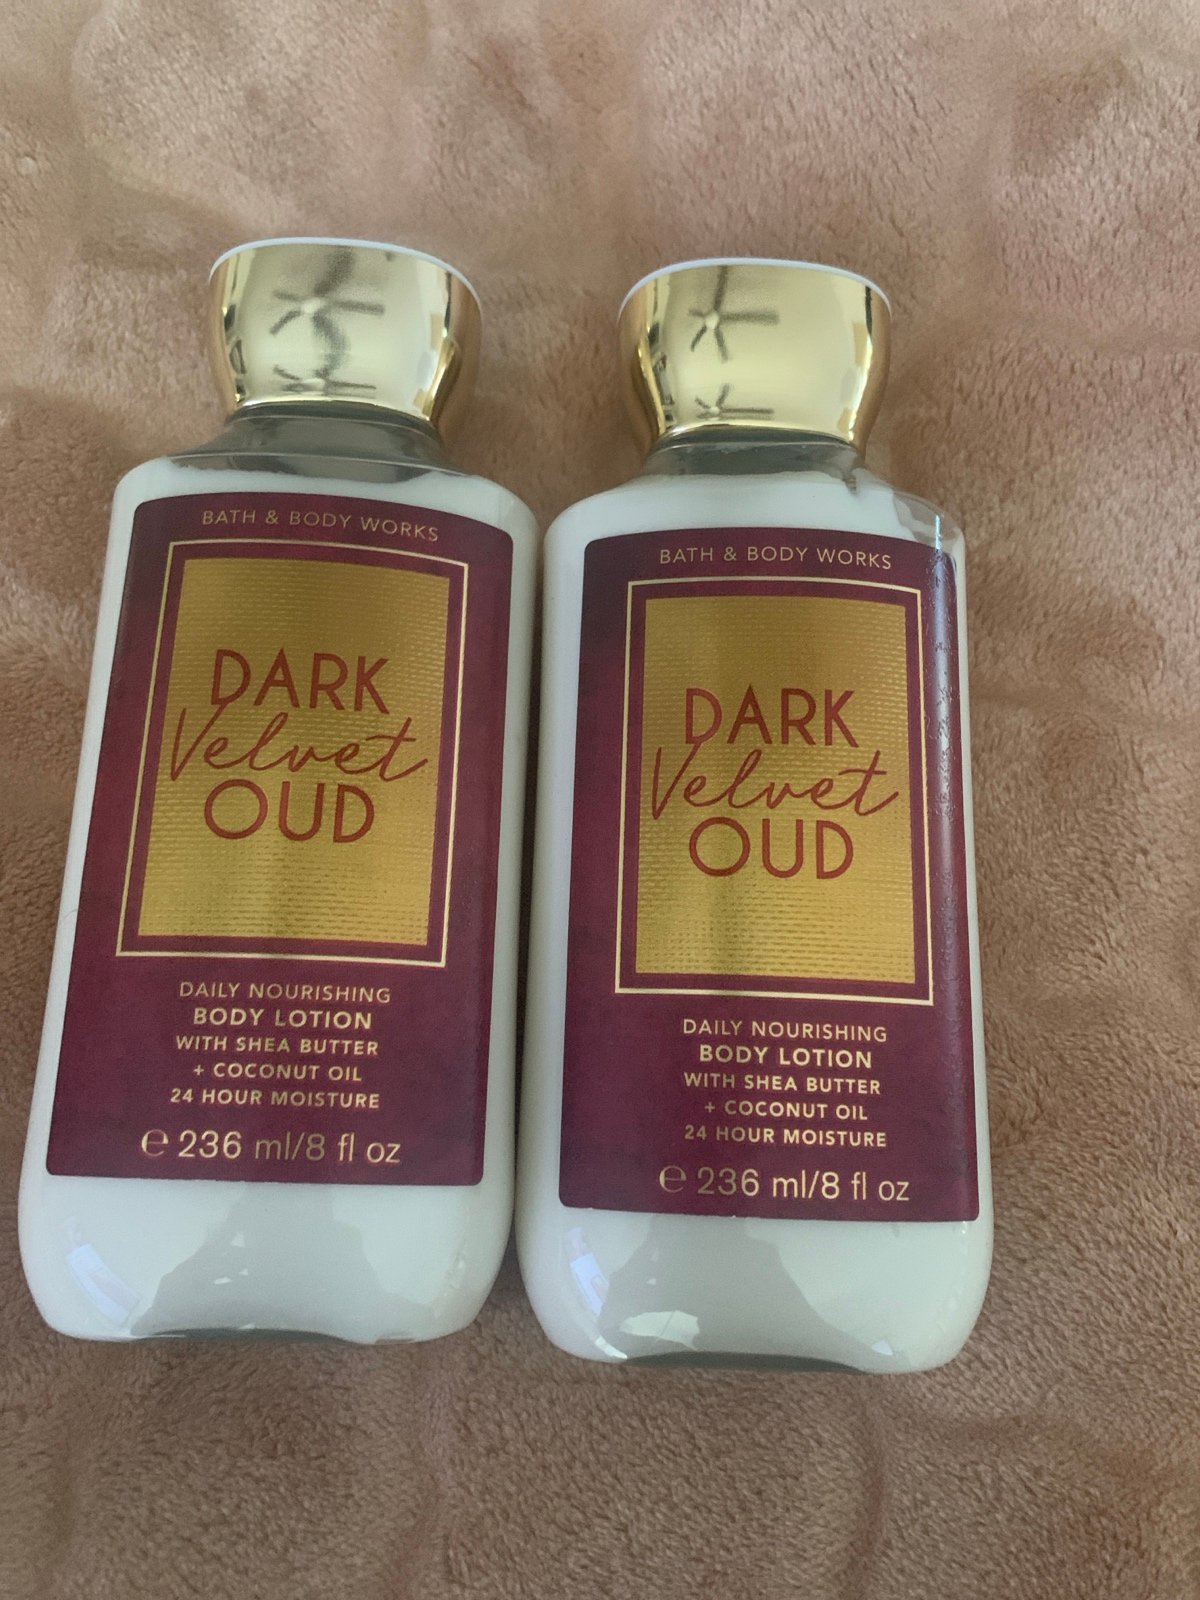 BATH & BODY WORKS
DARK
Velvet
OUD
DAILY NOURISHING
BODY LOTION
WITH SHEA BUTTER
+ COCONUT OIL
24 HOUR MOISTURE
℮ 236 ml/8 fl oz
BATH & BODY WORKS
DARK
Velvet
OUD
DAILY NOURISHING
BODY LOTION
WITH SHEA BUTTER
+ COCONUT OIL
24 HOUR MOISTURE
℮ 236 ml/8 fl oz